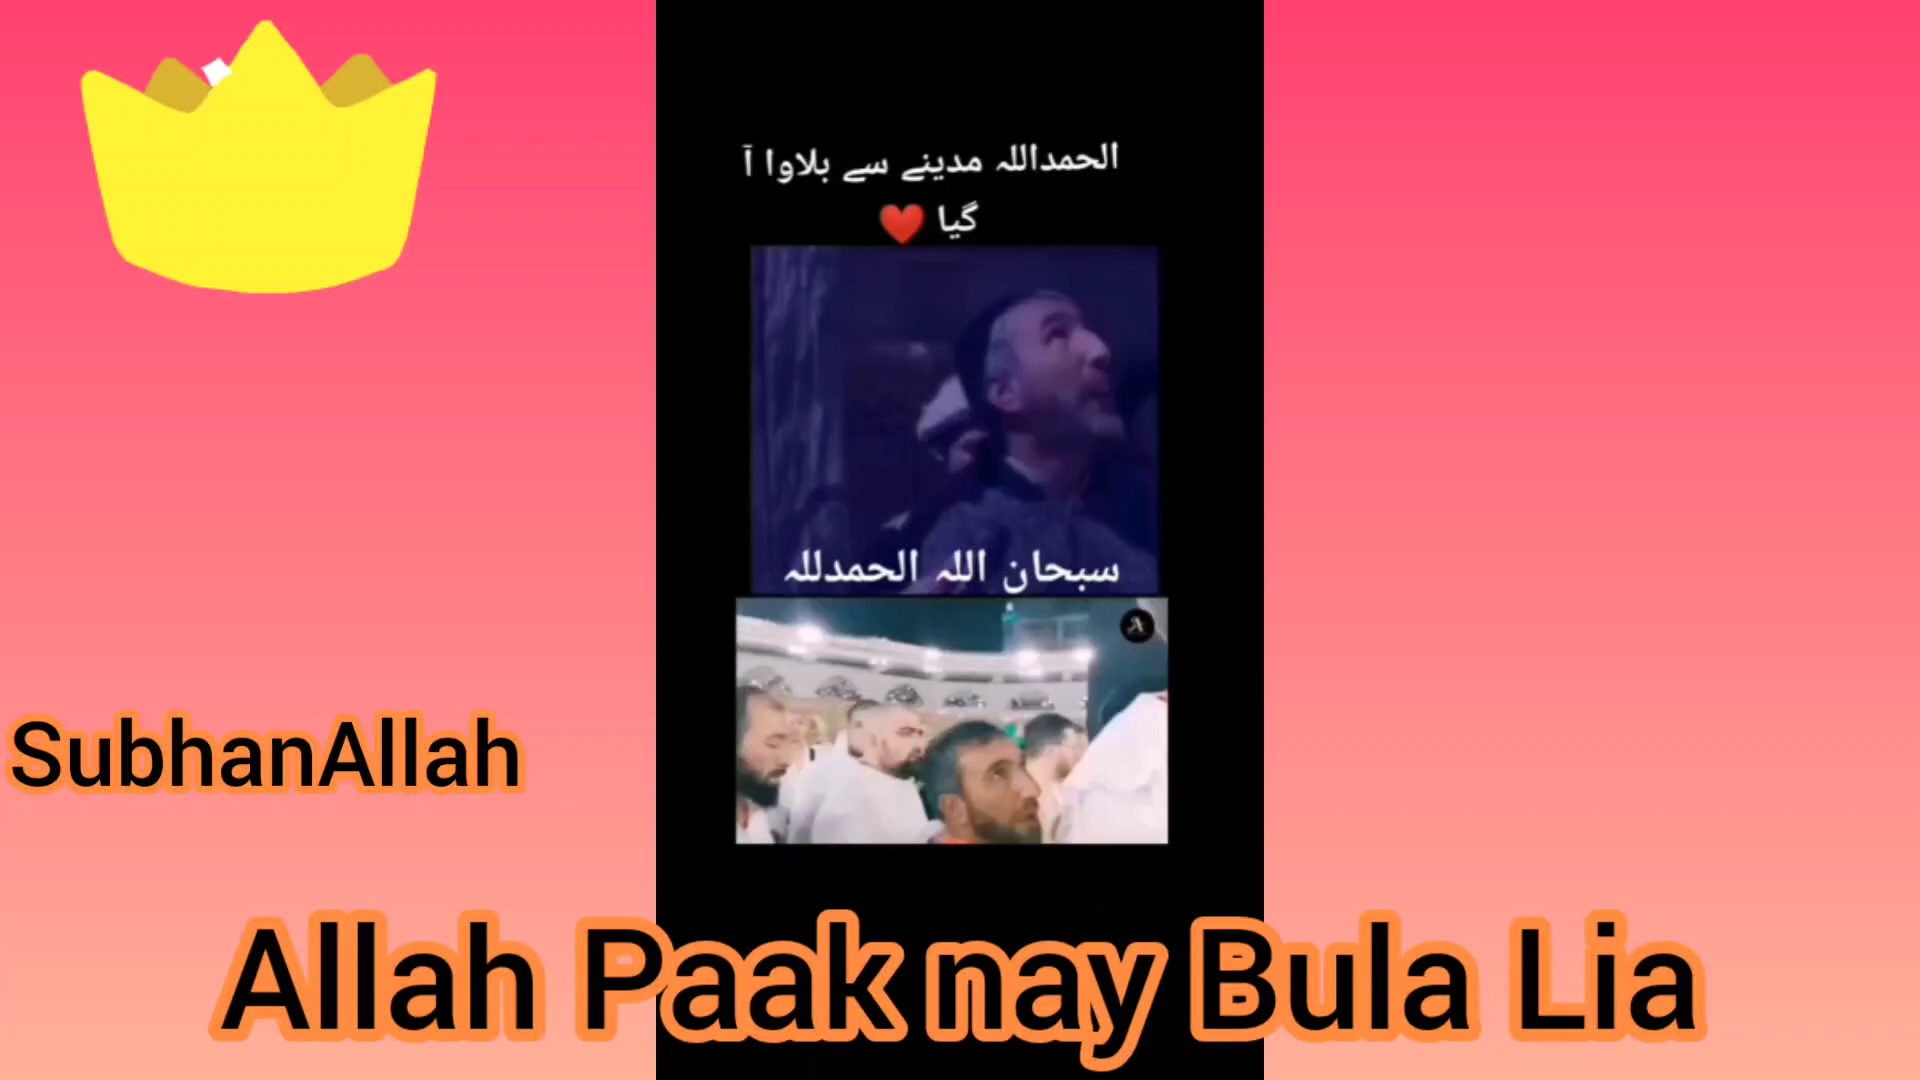 الحمداللہ مدینے سے بلاوا آ
گیا ❤️
سبحان اللہ الحمدللہ
SubhanAllah
Allah Paak nay Bula Lia